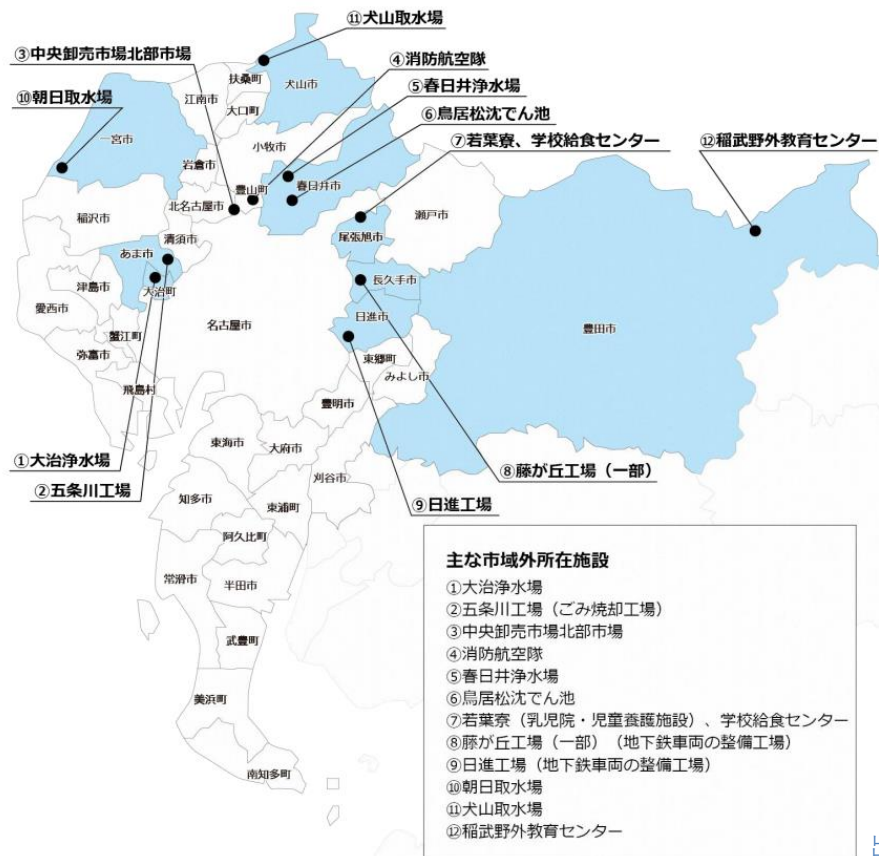 ⑪犬山取水場
③中央卸売市場北部市場
④消防航空隊
⑤春日井浄水場
⑩朝日取水場
⑥鳥居松沈でん池
⑦若葉寮、学校給食センター
⑫稲武野外教育センター
扶桑町
犬山市
江南市
大口町
一宮市
小牧市
岩倉市
豊山町
春日井市
北名古屋市
瀬戸市
稲沢市
尾張旭市
清須市
あま市
津島市
大治町
長久手市
愛西市
名古屋市
日進市
豊田市
蟹江町
弥富市
東郷町
みよし市
飛島村
豊明市
東海市
大府市
①大治浄水場
⑧藤が丘工場（一部）
刈谷市
②五条川工場
知多市
東浦町
⑨日進工場
阿久比町
常滑市
半田市
武豊町
美浜町
南知多町
主な市域外所在施設
①大治浄水場
②五条川工場（ごみ焼却工場）
③中央卸売市場北部市場
④消防航空隊
⑤春日井浄水場
⑥鳥居松沈でん池
⑦若葉寮（乳児院・児童養護施設）、学校給食センター
⑧藤が丘工場（一部）（地下鉄車両の整備工場）
⑨日進工場（地下鉄車両の整備工場）
⑩朝日取水場
⑪犬山取水場
⑫稲武野外教育センター